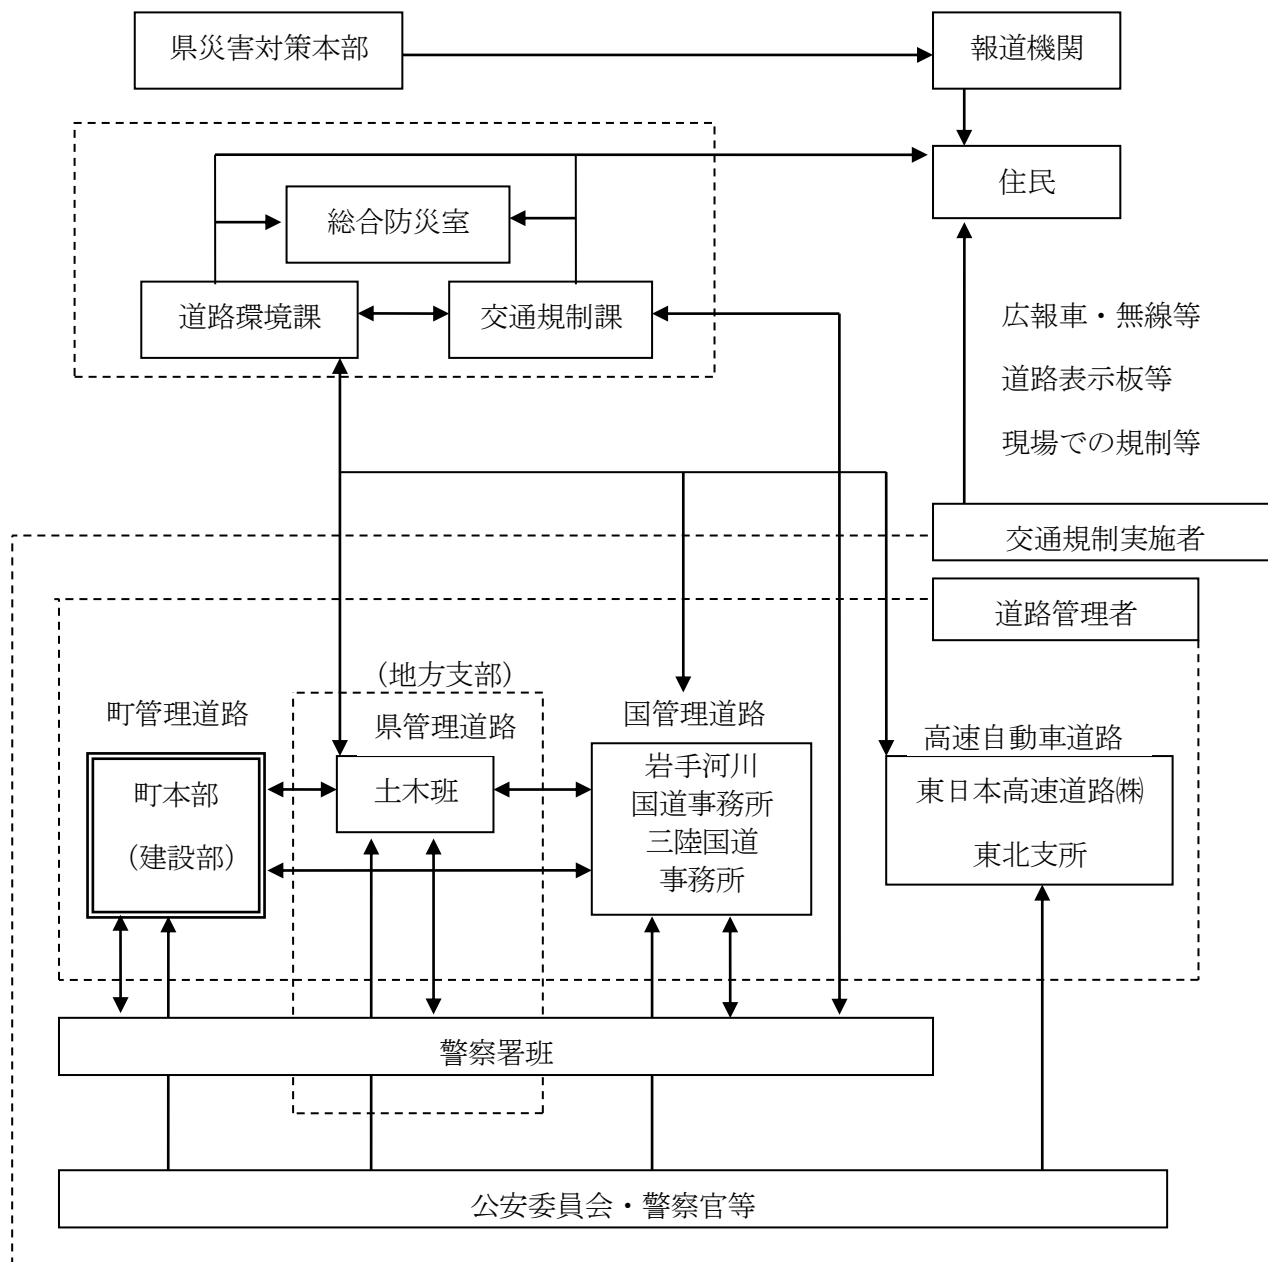 県災害対策本部
報道機関
住民
総合防災室
道路環境課
交通規制課
広報車・無線等
道路表示板等
現場での規制等
交通規制実施者
道路管理者
（地方支部）
町管理道路
県管理道路
国管理道路
高速自動車道路
町本部
（建設部）
土木班
岩手河川
国道事務所
三陸国道
事務所
東日本高速道路㈱
東北支所
警察署班
公安委員会・警察官等